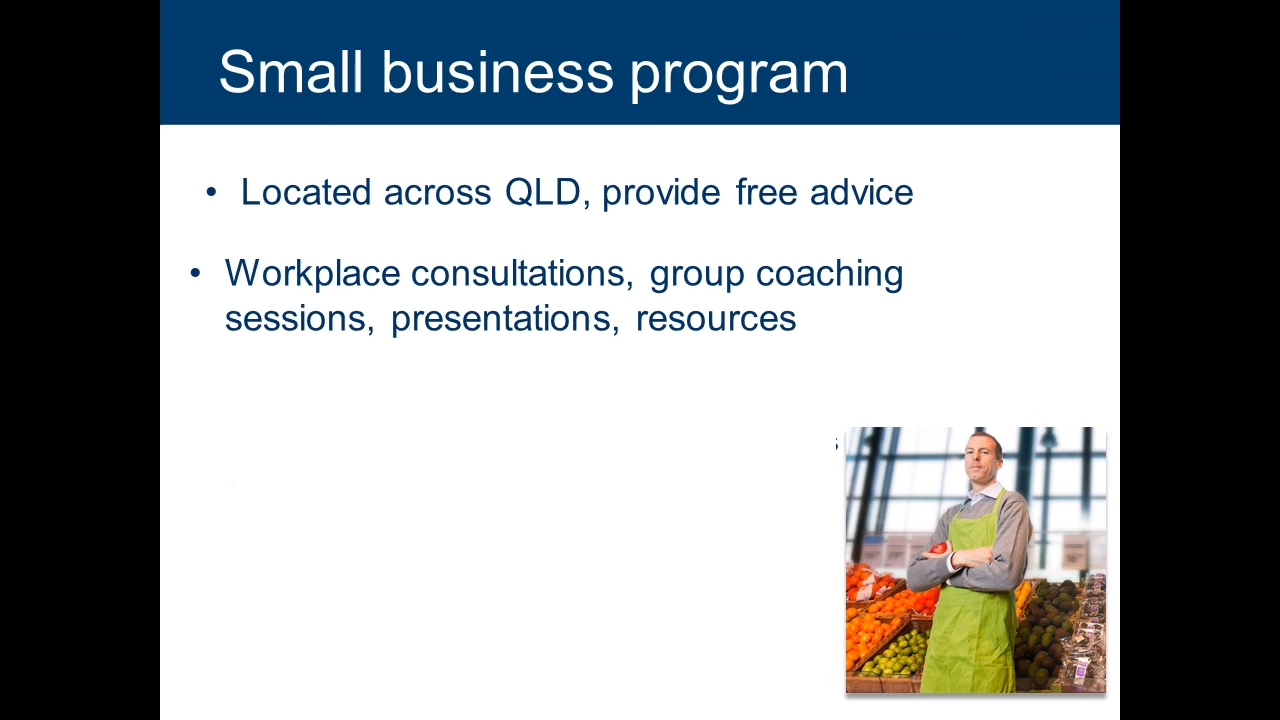 Small business program
• Located across QLD, provide free advice
• Workplace consultations, group coaching
sessions, presentations, resources